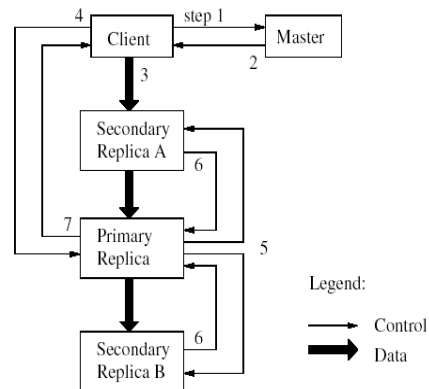 4
step 1
Client
Master
2
3
Secondary
Replica A
6
7
Primary
Replica
5
Legend:
6
Control
Secondary
Replica B
Data